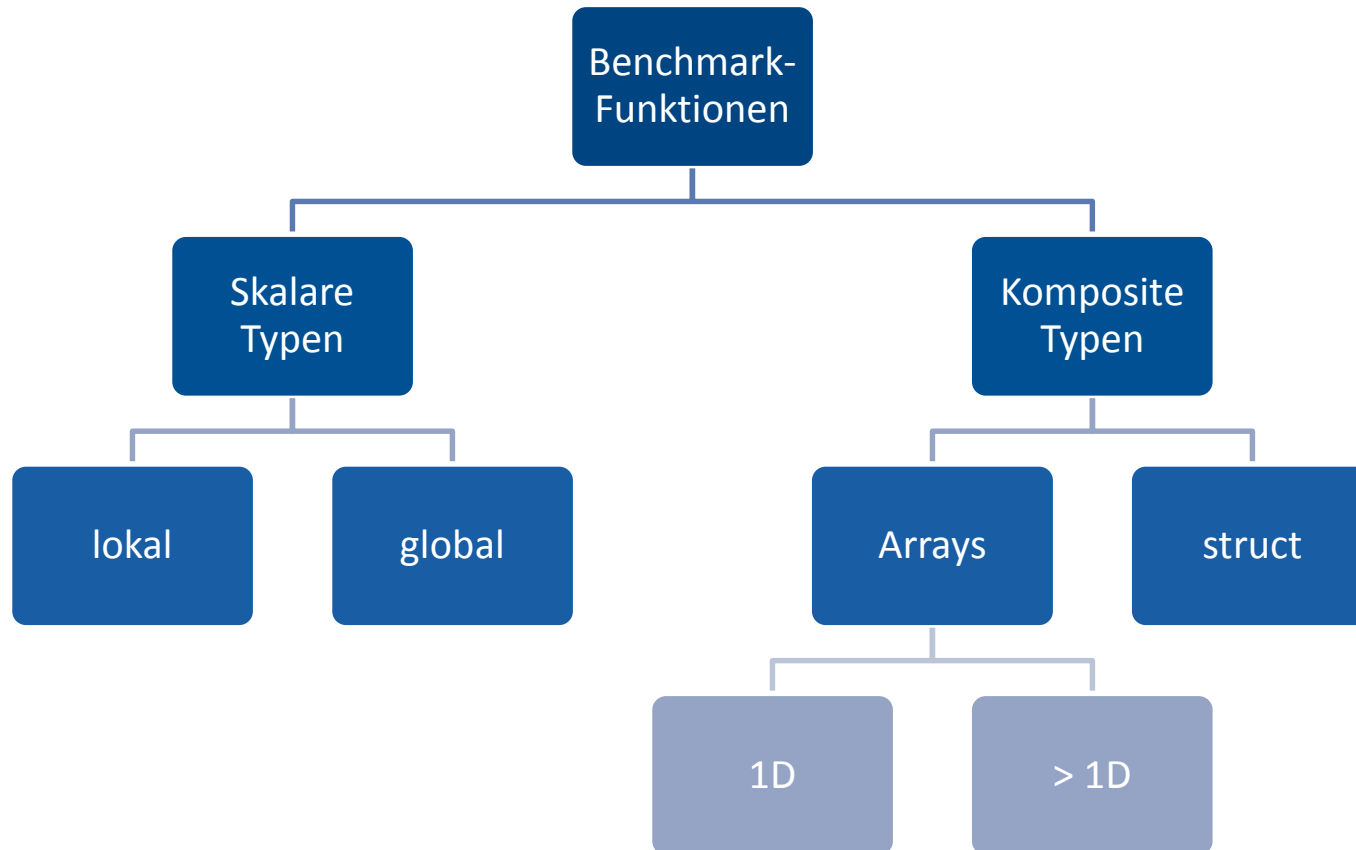 Benchmark-
Funktionen
Skalare
Typen
Komposite
Typen
lokal
global
Arrays
struct
1D
> 1D